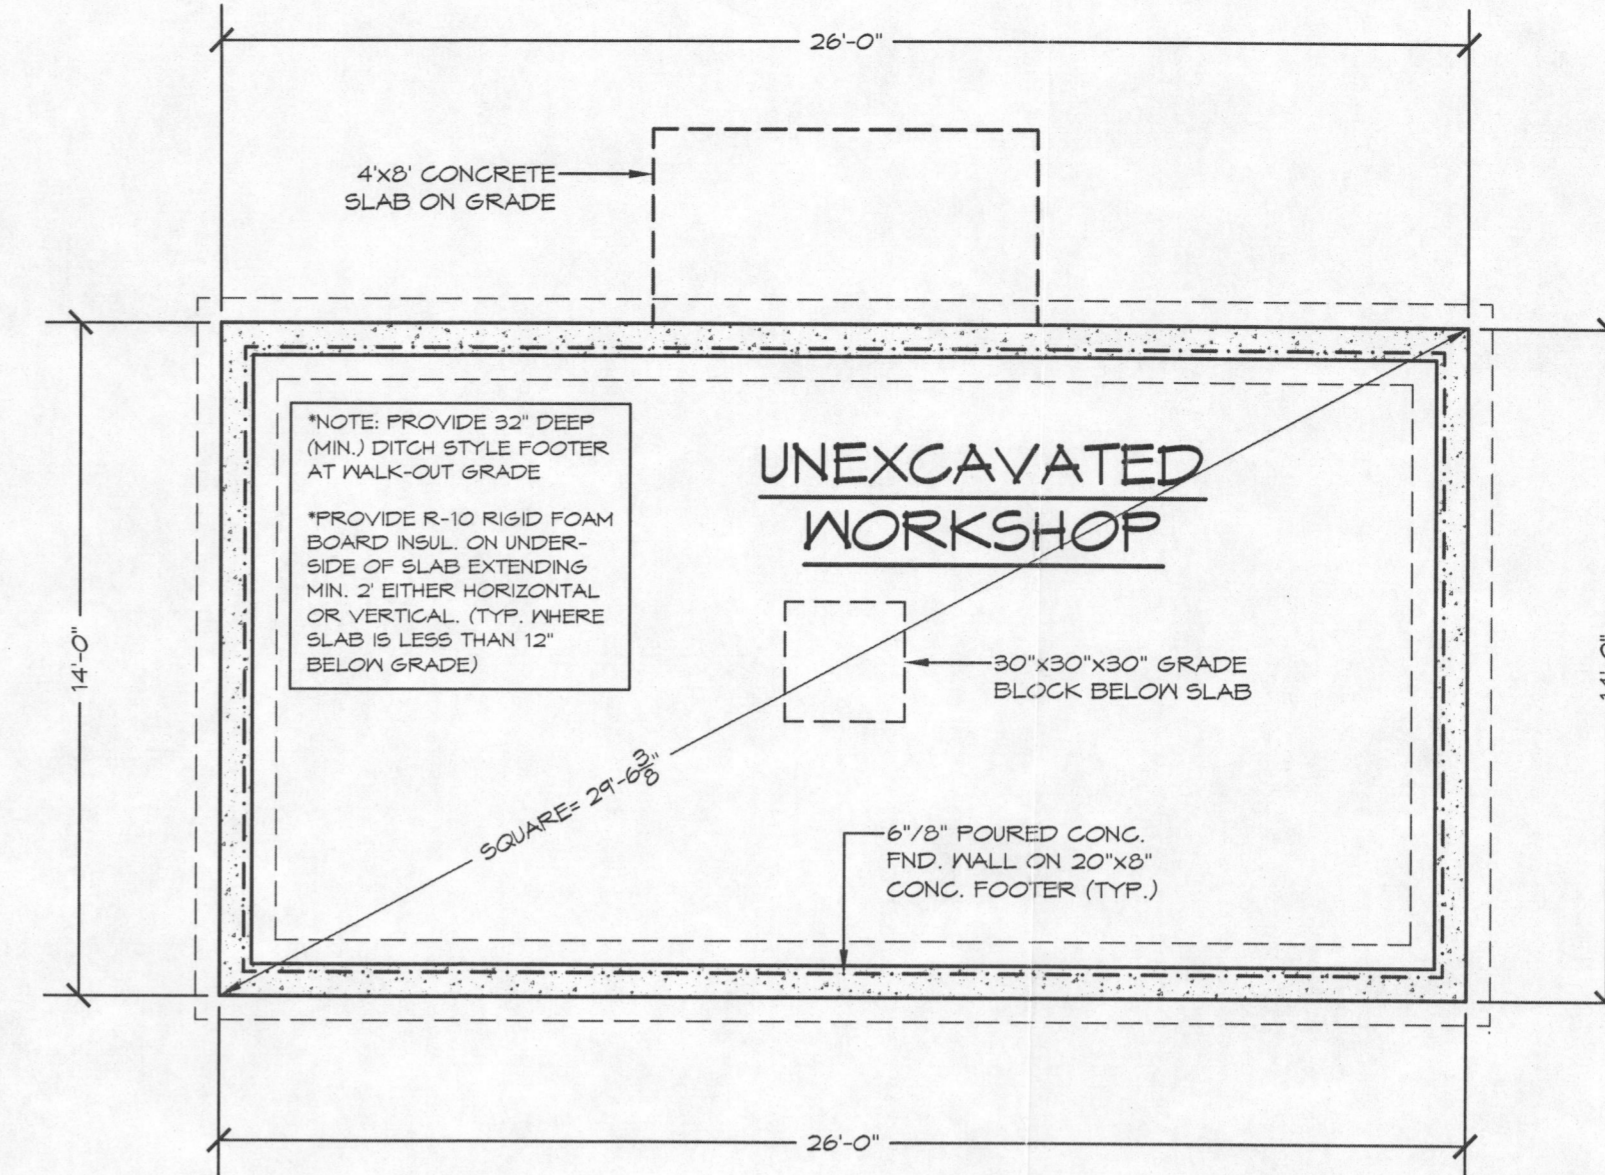 26'-0"
4'x8' CONCRETE
SLAB ON GRADE
*NOTE: PROVIDE 32" DEEP
(MIN.) DITCH STYLE FOOTER
AT WALK-OUT GRADE
*PROVIDE R-10 RIGID FOAM
BOARD INSUL. ON UNDER-
SIDE OF SLAB EXTENDING
MIN. 2' EITHER HORIZONTAL
OR VERTICAL. (TYP. WHERE
SLAB IS LESS THAN 12"
BELOW GRADE)
UNEXCAVATED
WORKSHOP
14'-0"
30"x30"x30" GRADE
BLOCK BELOW SLAB
SQUARE= 29'-6 3/8"
6"/8" POURED CONC.
FND. WALL ON 20"x8"
CONC. FOOTER (TYP.)
26'-0"